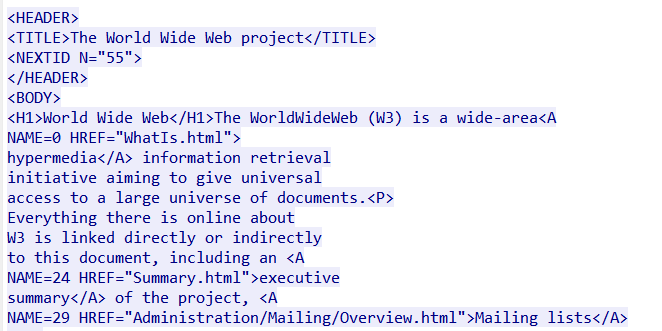 <HEADER>
<TITLE>The World Wide Web project</TITLE>
<NEXTID N="55">
</HEADER>
<BODY>
<H1>World Wide Web</H1>The WorldWideWeb (W3) is a wide-area<A
NAME=0 HREF="WhatIs.html">
hypermedia</A> information retrieval
initiative aiming to give universal
access to a large universe of documents.<P>
Everything there is online about
W3 is linked directly or indirectly
to this document, including an <A
NAME=24 HREF="Summary.html">executive
summary</A> of the project, <A
NAME=29 HREF="Administration/Mailing/Overview.html">Mailing lists</A>